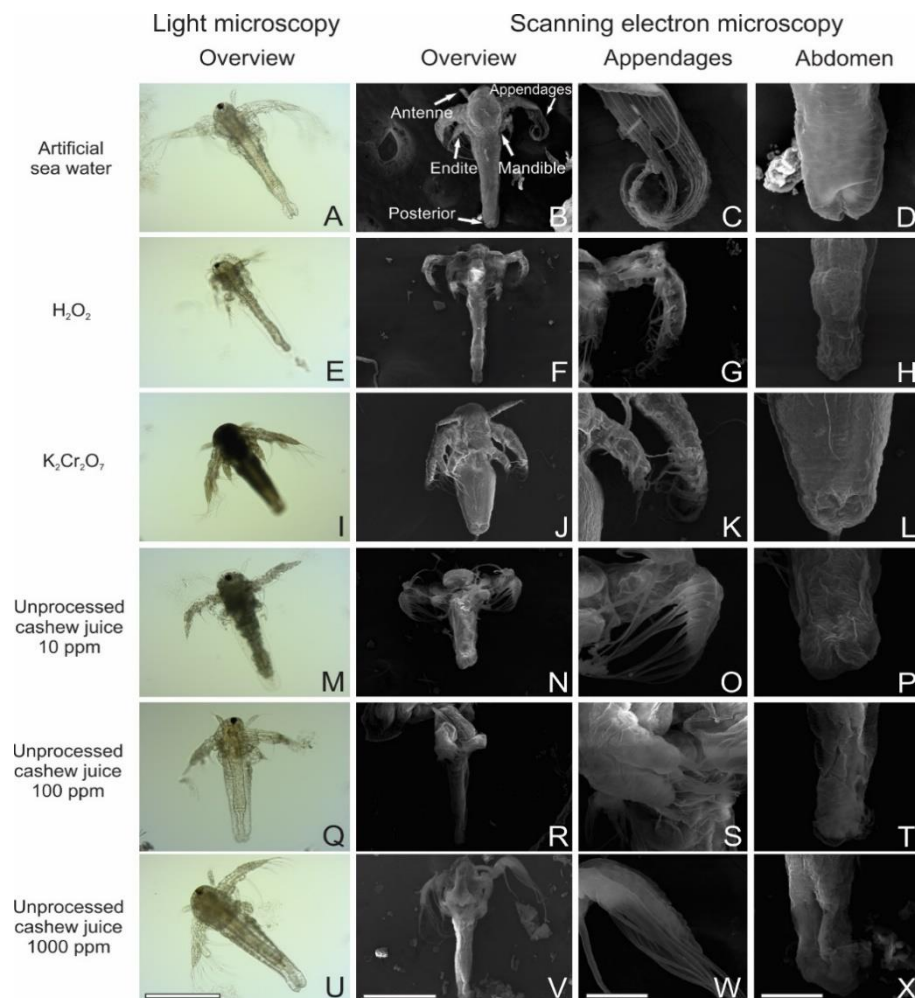 Light microscopy Scanning electron microscopy
Overview Overview Appendages Abdomen
Artificial
sea water
A
Antenne
Appendages
Endite
Mandible
Posterior
B
C
D
H₂O₂
E
F
G
H
K₂Cr₂O₇
I
J
K
L
Unprocessed
cashew juice
10 ppm
M
N
O
P
Unprocessed
cashew juice
100 ppm
Q
R
S
T
Unprocessed
cashew juice
1000 ppm
U
V
W
X